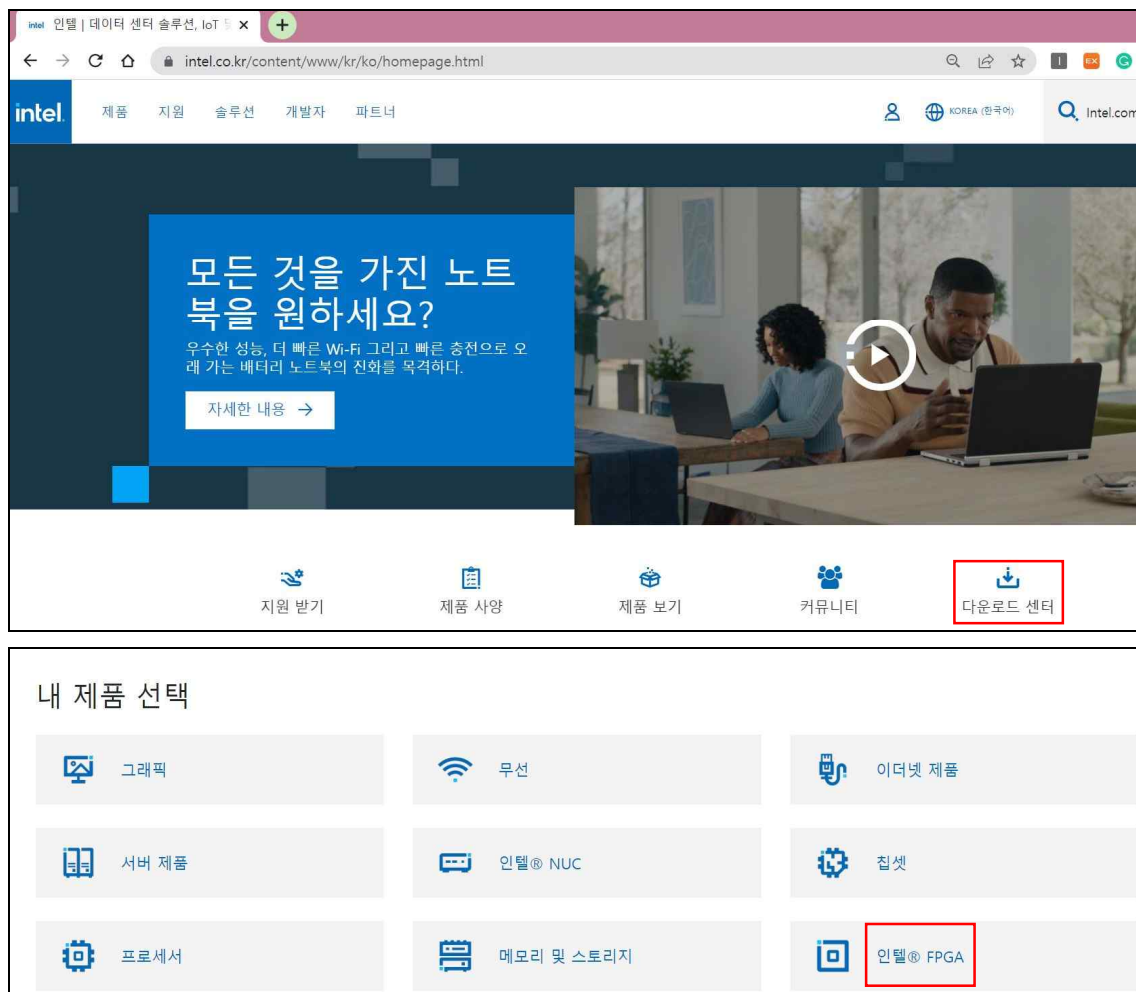 intel 인텔 | 데이터 센터 솔루션, IoT
intel.co.kr/content/www/kr/ko/homepage.html
EX
intel. 제품 지원 솔루션 개발자 파트너 KOREA (한국어) Intel.com
모든 것을 가진 노트
북을 원하세요?
우수한 성능, 더 빠른 Wi-Fi 그리고 빠른 충전으로 오
래 가는 배터리 노트북의 진화를 목격하다.
자세한 내용 →
지원 받기 제품 사양 제품 보기 커뮤니티 다운로드 센터
내 제품 선택
그래픽 무선 이더넷 제품
서버 제품 인텔® NUC 칩셋
프로세서 메모리 및 스토리지 인텔® FPGA